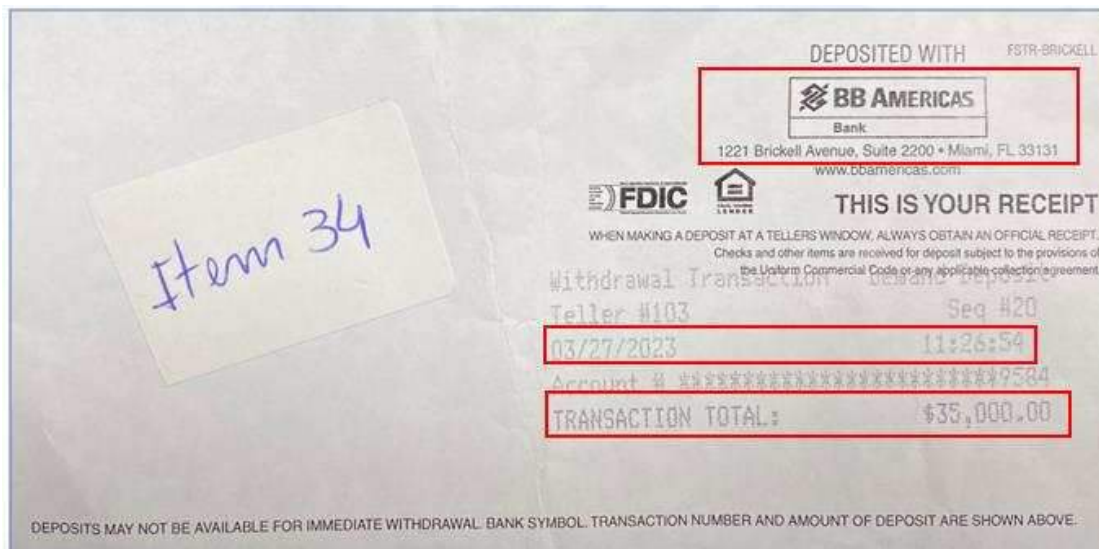 DEPOSITED WITH FSTR-BRICKELL
BB AMERICAS
Bank
1221 Brickell Avenue, Suite 2200 • Miami, FL 33131
www.bbamericas.com
FDIC
LENDER
THIS IS YOUR RECEIPT
WHEN MAKING A DEPOSIT AT A TELLERS WINDOW, ALWAYS OBTAIN AN OFFICIAL RECEIPT.
Checks and other items are received for deposit subject to the provisions of
the Uniform Commercial Code or any applicable collection agreement
Withdrawal Transaction Demand Deposit
Teller #103 Seq #20
03/27/2023 11:26:54
Account # **************************9584
TRANSACTION TOTAL: $35,000.00
Item 34
DEPOSITS MAY NOT BE AVAILABLE FOR IMMEDIATE WITHDRAWAL. BANK SYMBOL, TRANSACTION NUMBER AND AMOUNT OF DEPOSIT ARE SHOWN ABOVE.